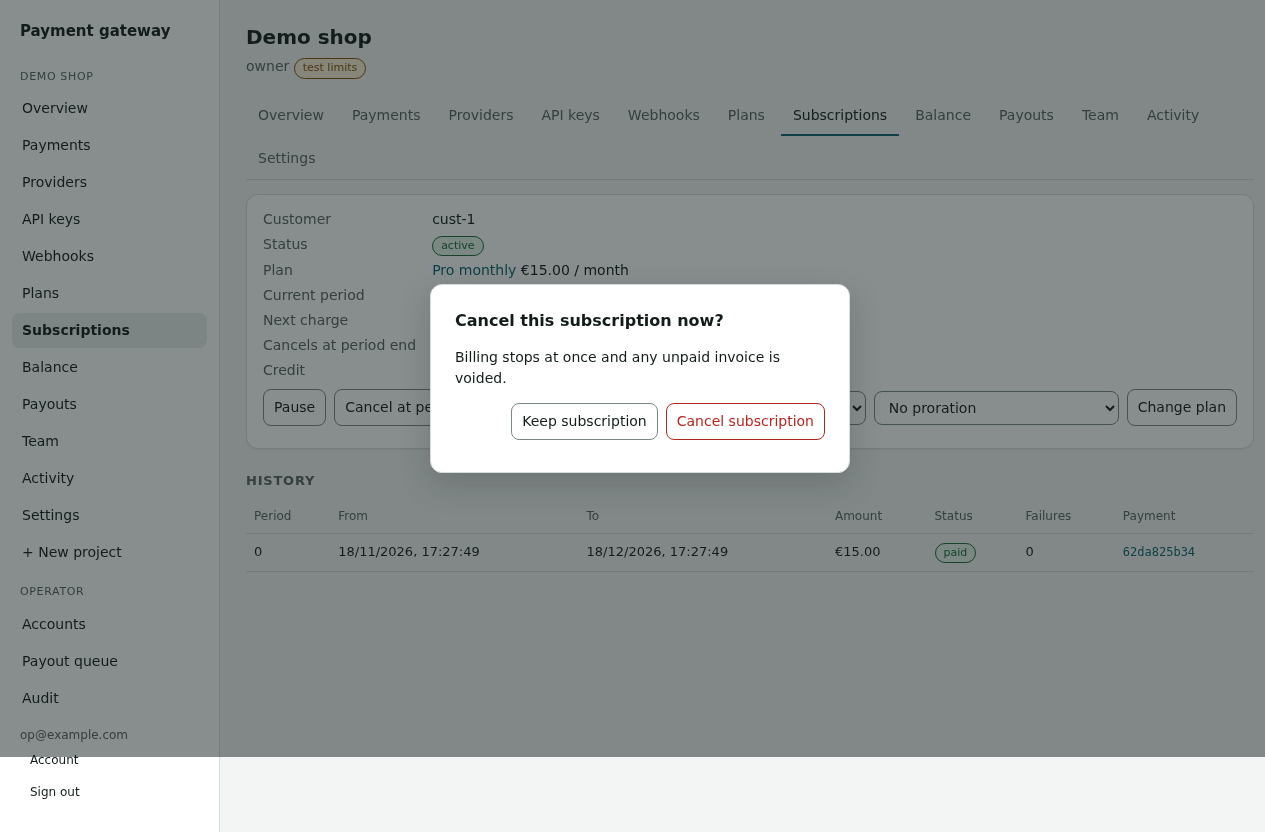 Payment gateway
DEMO SHOP
Overview
Payments
Providers
API keys
Webhooks
Plans
Subscriptions
Balance
Payouts
Team
Activity
Settings
+ New project
OPERATOR
Accounts
Payout queue
Audit
op@example.com
Account
Sign out
Demo shop
owner test limits
Overview Payments Providers API keys Webhooks Plans Subscriptions Balance Payouts Team Activity
Settings
Customer cust-1
Status active
Plan Pro monthly €15.00 / month
Current period
Next charge
Cancels at period end
Credit
Pause Cancel at No proration Change plan
Cancel this subscription now?
Billing stops at once and any unpaid invoice is
voided.
Keep subscription Cancel subscription
HISTORY
Period From To Amount Status Failures Payment
0 18/11/2026, 17:27:49 18/12/2026, 17:27:49 €15.00 paid 0 62da825b34